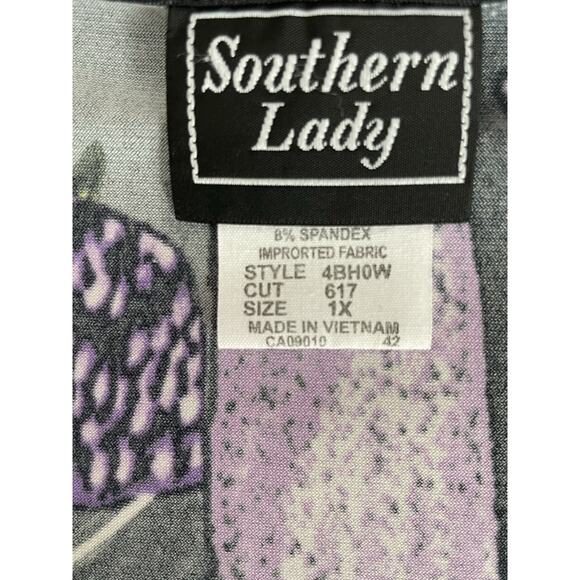 Southern
Lady
8% SPANDEX
IMPRORTED FABRIC
STYLE 4BH0W
CUT 617
SIZE 1X
MADE IN VIETNAM
CA09010 42